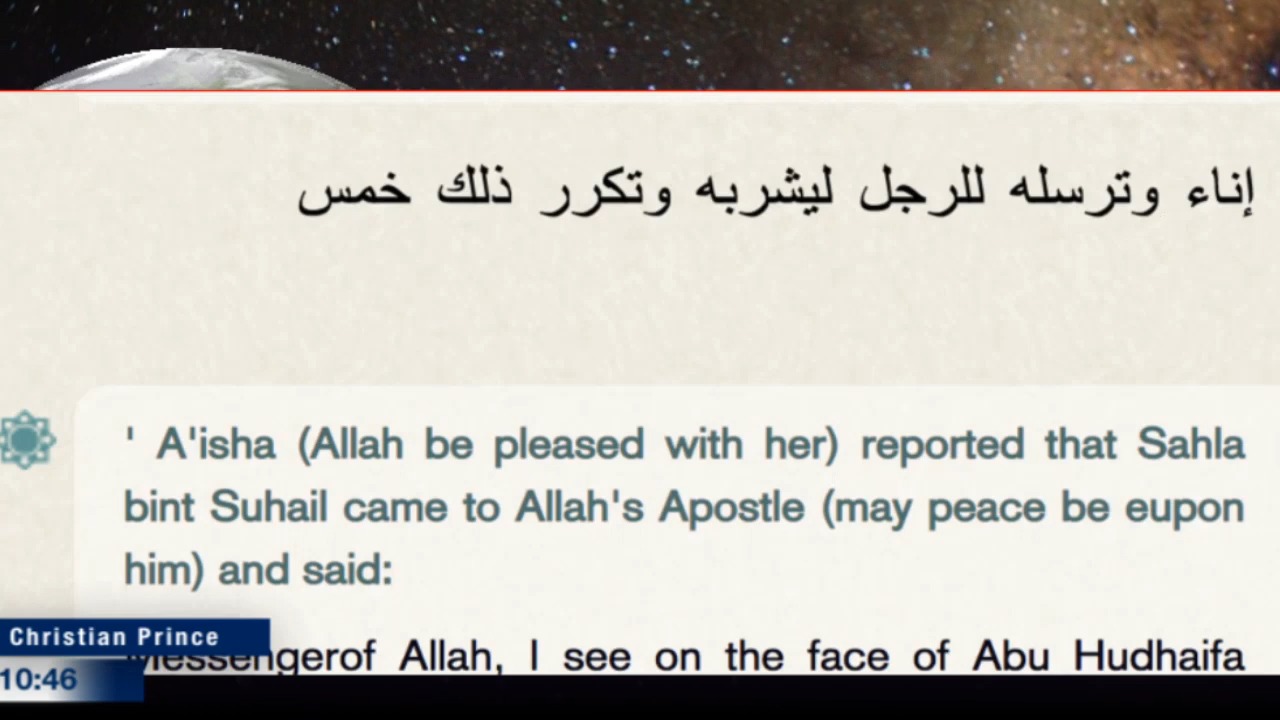 إناء وترسله للرجل ليشربه وتكرر ذلك خمس
' A'isha (Allah be pleased with her) reported that Sahla
bint Suhail came to Allah's Apostle (may peace be eupon
him) and said:
Messengerof Allah, I see on the face of Abu Hudhaifa
Christian Prince
10:46